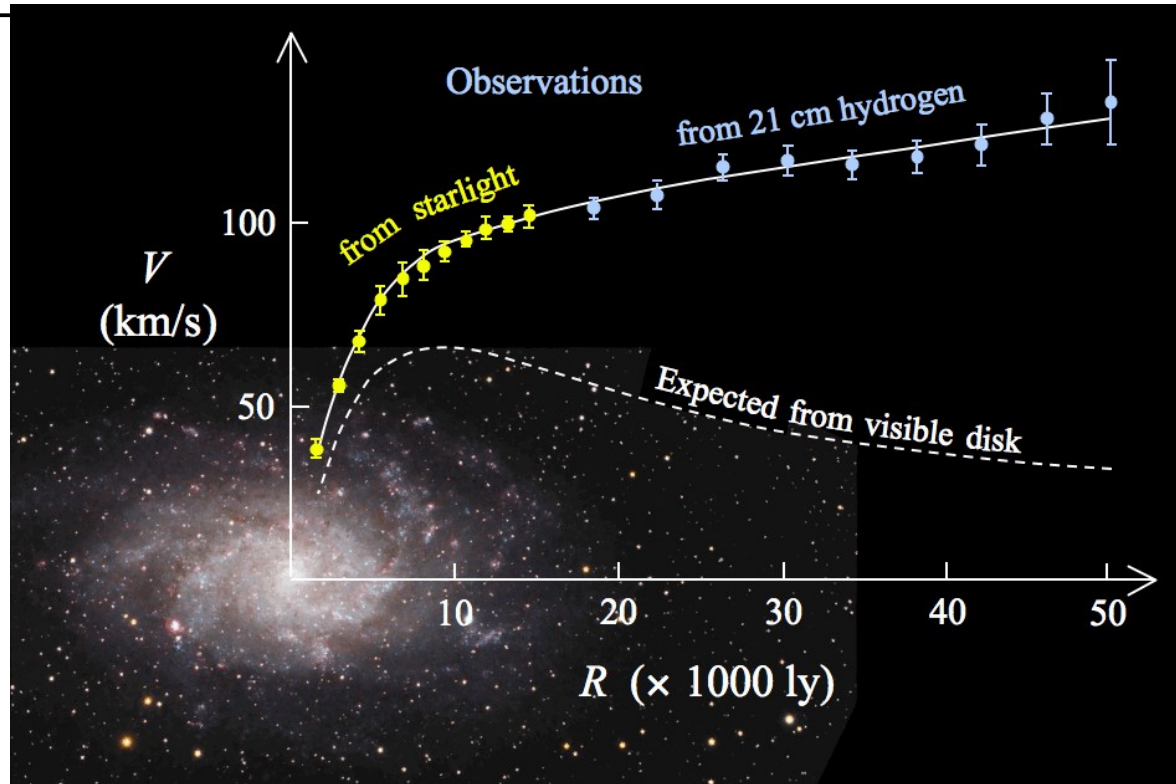 Observations
from 21 cm hydrogen
from starlight
100
V
(km/s)
50
Expected from visible disk
10
20
30
40
50
R (× 1000 ly)